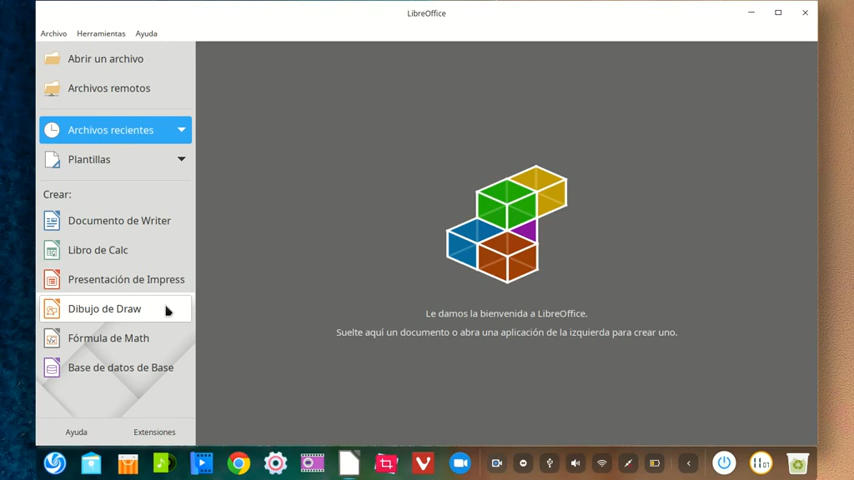 LibreOffice
Archivo Herramientas Ayuda
Abrir un archivo
Archivos remotos
Archivos recientes
Plantillas
Crear:
Documento de Writer
Libro de Calc
Presentación de Impress
Dibujo de Draw
Fórmula de Math
Base de datos de Base
Ayuda Extensiones
Le damos la bienvenida a LibreOffice.
Suelte aquí un documento o abra una aplicación de la izquierda para crear uno.